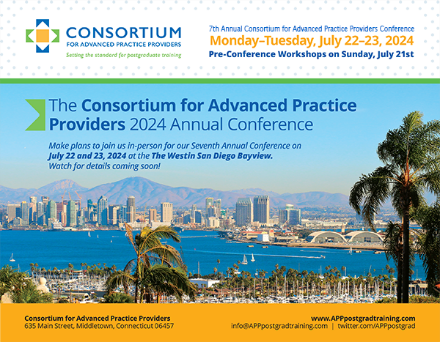 CONSORTIUM
FOR ADVANCED PRACTICE PROVIDERS
Setting the standard for postgraduate training
7th Annual Consortium for Advanced Practice Providers Conference
Monday–Tuesday, July 22–23, 2024
Pre-Conference Workshops on Sunday, July 21st
The Consortium for Advanced Practice
Providers 2024 Annual Conference
Make plans to join us in-person for our Seventh Annual Conference on
July 22 and 23, 2024 at the The Westin San Diego Bayview.
Watch for details coming soon!
Consortium for Advanced Practice Providers
635 Main Street, Middletown, Connecticut 06457
www.APPpostgradtraining.com
info@APPpostgradtraining.com | twitter.com/APPpostgrad